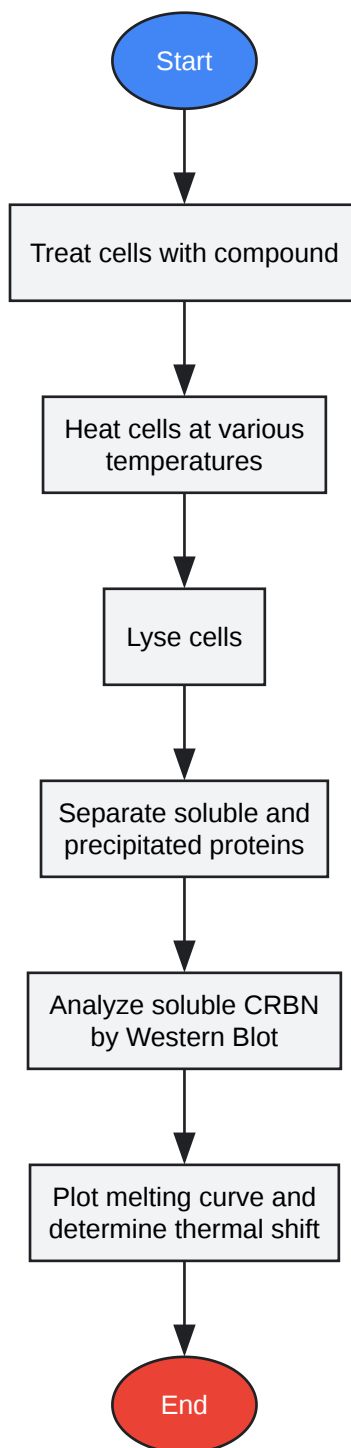 Start
Treat cells with compound
Heat cells at various
temperatures
Lyse cells
Separate soluble and
precipitated proteins
Analyze soluble CRBN
by Western Blot
Plot melting curve and
determine thermal shift
End